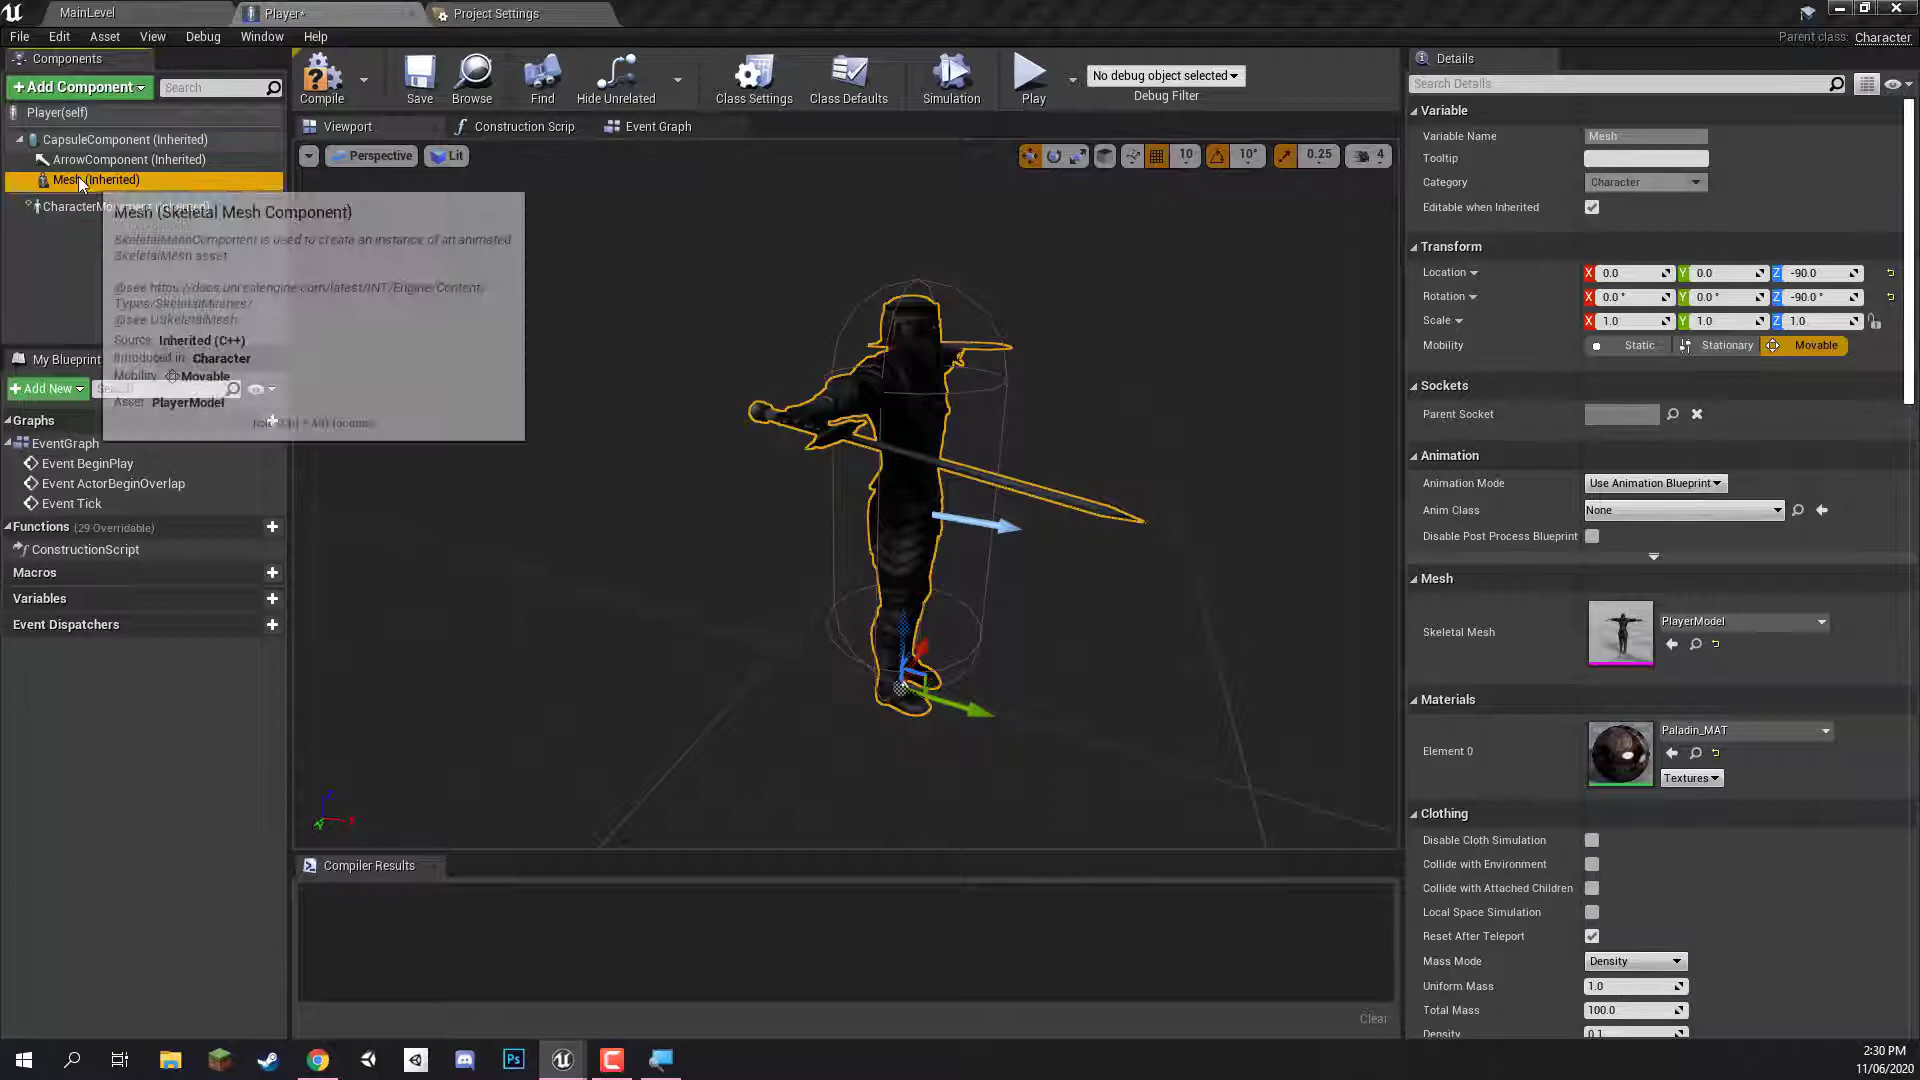 MainLevel
Player*
Project Settings
File Edit Asset View Debug Window Help
Parent class: Character
Components
+Add Component
Search
Player(self)
CapsuleComponent (Inherited)
ArrowComponent (Inherited)
Mesh (Inherited)
Mesh (Skeletal Mesh Component)
SkeletalMeshComponent is used to create an instance of an animated
SkeletalMesh asset
@see https://docs.unrealengine.com/latest/INT/Engine/Content
Types/SkeletalMeshes/
@see USkeletalMesh
Source Inherited (C++)
Introduced in Character
Mobility Movable
Asset PlayerModel
My Blueprint
+Add New
Graphs
EventGraph
Event BeginPlay
Event ActorBeginOverlap
Event Tick
Functions (29 Overridable)
ConstructionScript
Macros
Variables
Event Dispatchers
Compile
Save
Browse
Find
Hide Unrelated
Class Settings
Class Defaults
Simulation
Play
No debug object selected
Debug Filter
Viewport
Construction Scrip
Event Graph
Perspective
Lit
10
10°
0.25
4
Compiler Results
Clear
Details
Search Details
Variable
Variable Name Mesh
Tooltip
Category Character
Editable when Inherited
Transform
Location X 0.0 Y 0.0 Z -90.0
Rotation X 0.0 ° Y 0.0 ° Z -90.0 °
Scale X 1.0 Y 1.0 Z 1.0
Mobility Static Stationary Movable
Sockets
Parent Socket
Animation
Animation Mode Use Animation Blueprint
Anim Class None
Disable Post Process Blueprint
Mesh
Skeletal Mesh PlayerModel
Materials
Element 0 Paladin_MAT
Textures
Clothing
Disable Cloth Simulation
Collide with Environment
Collide with Attached Children
Local Space Simulation
Reset After Teleport
Mass Mode Density
Uniform Mass 1.0
Total Mass 100.0
Density 0.1
2:30 PM
11/06/2020